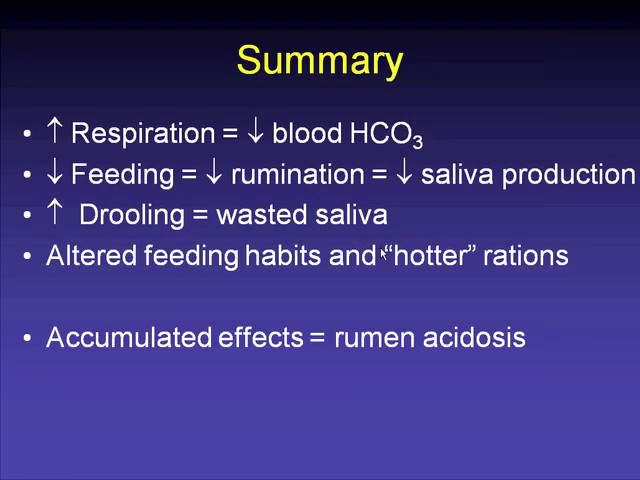 Summary
• ↑ Respiration = ↓ blood HCO₃
• ↓ Feeding = ↓ rumination = ↓ saliva production
• ↑ Drooling = wasted saliva
• Altered feeding habits and “hotter” rations
• Accumulated effects = rumen acidosis